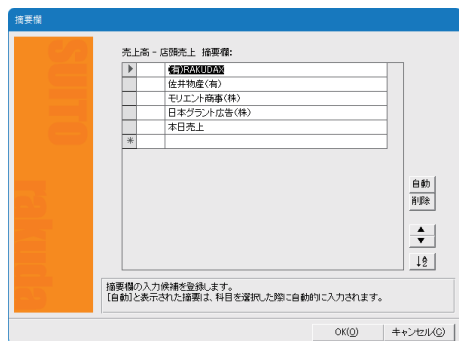 摘要欄
売上高 - 店頭売上 摘要欄:
(有)RAKUDAX
佐井物産(有)
モリエント商事(株)
日本グラント広告(株)
本日売上
*
自動
削除
▲
▼
摘要欄の入力候補を登録します。
[自動]と表示された摘要は、科目を選択した際に自動的に入力されます。
OK(O)
キャンセル(C)
SUITO
rakuda